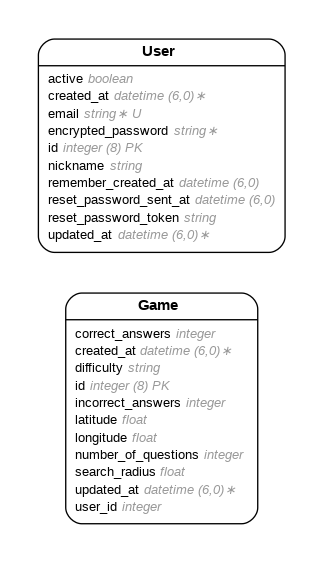 User
active boolean
created_at datetime (6,0)∗
email string∗ U
encrypted_password string∗
id integer (8) PK
nickname string
remember_created_at datetime (6,0)
reset_password_sent_at datetime (6,0)
reset_password_token string
updated_at datetime (6,0)∗
Game
correct_answers integer
created_at datetime (6,0)∗
difficulty string
id integer (8) PK
incorrect_answers integer
latitude float
longitude float
number_of_questions integer
search_radius float
updated_at datetime (6,0)∗
user_id integer